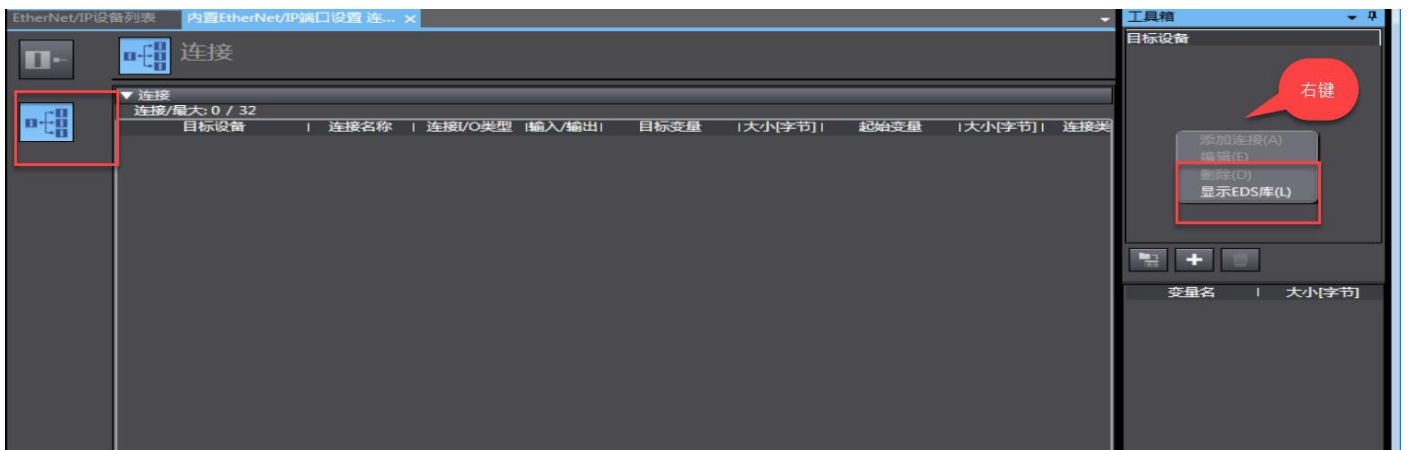 EtherNet/IP设备列表 内置EtherNet/IP端口设置 连... ×
工具箱
目标设备
连接
▼ 连接
连接/最大: 0 / 32
目标设备 连接名称 连接I/O类型 输入/输出 目标变量 大小[字节] 起始变量 大小[字节] 连接类
右键
添加连接(A)
编辑(E)
删除(D)
显示EDS库(L)
变量名 大小[字节]